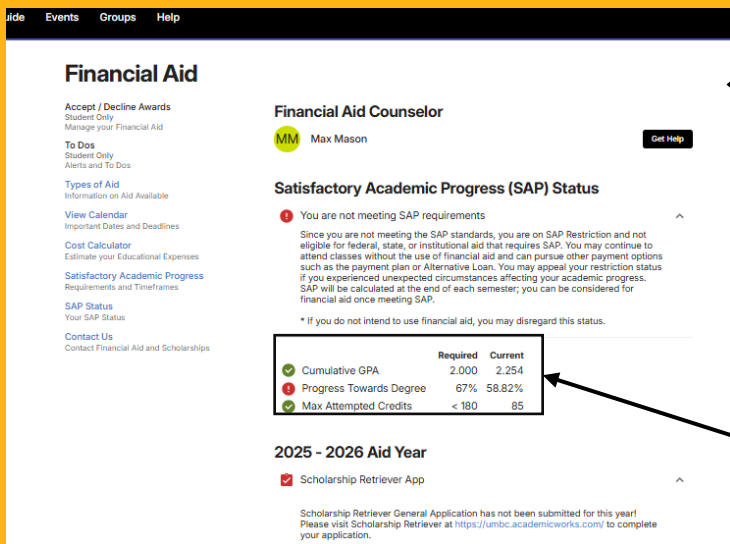 Events Groups Help
Financial Aid
Accept / Decline Awards
Student Only
Manage your Financial Aid
To Dos
Student Only
Alerts and To Dos
Types of Aid
Information on Aid Available
View Calendar
Important Dates and Deadlines
Cost Calculator
Estimate your Educational Expenses
Satisfactory Academic Progress
Requirements and Timeframes
SAP Status
Your SAP Status
Contact Us
Contact Financial Aid and Scholarships
Financial Aid Counselor
MM Max Mason
Get Help
Satisfactory Academic Progress (SAP) Status
You are not meeting SAP requirements
Since you are not meeting the SAP standards, you are on SAP Restriction and not
eligible for federal, state, or institutional aid that requires SAP. You may continue to
attend classes without the use of financial aid and can pursue other payment options
such as the payment plan or Alternative Loan. You may appeal your restriction status
if you experienced unexpected circumstances affecting your academic progress.
SAP will be calculated at the end of each semester; you can be considered for
financial aid once meeting SAP.
* If you do not intend to use financial aid, you may disregard this status.
Required Current
Cumulative GPA 2.000 2.254
Progress Towards Degree 67% 58.82%
Max Attempted Credits < 180 85
2025 - 2026 Aid Year
Scholarship Retriever App
Scholarship Retriever General Application has not been submitted for this year!
Please visit Scholarship Retriever at https://umbc.academicworks.com/ to complete
your application.